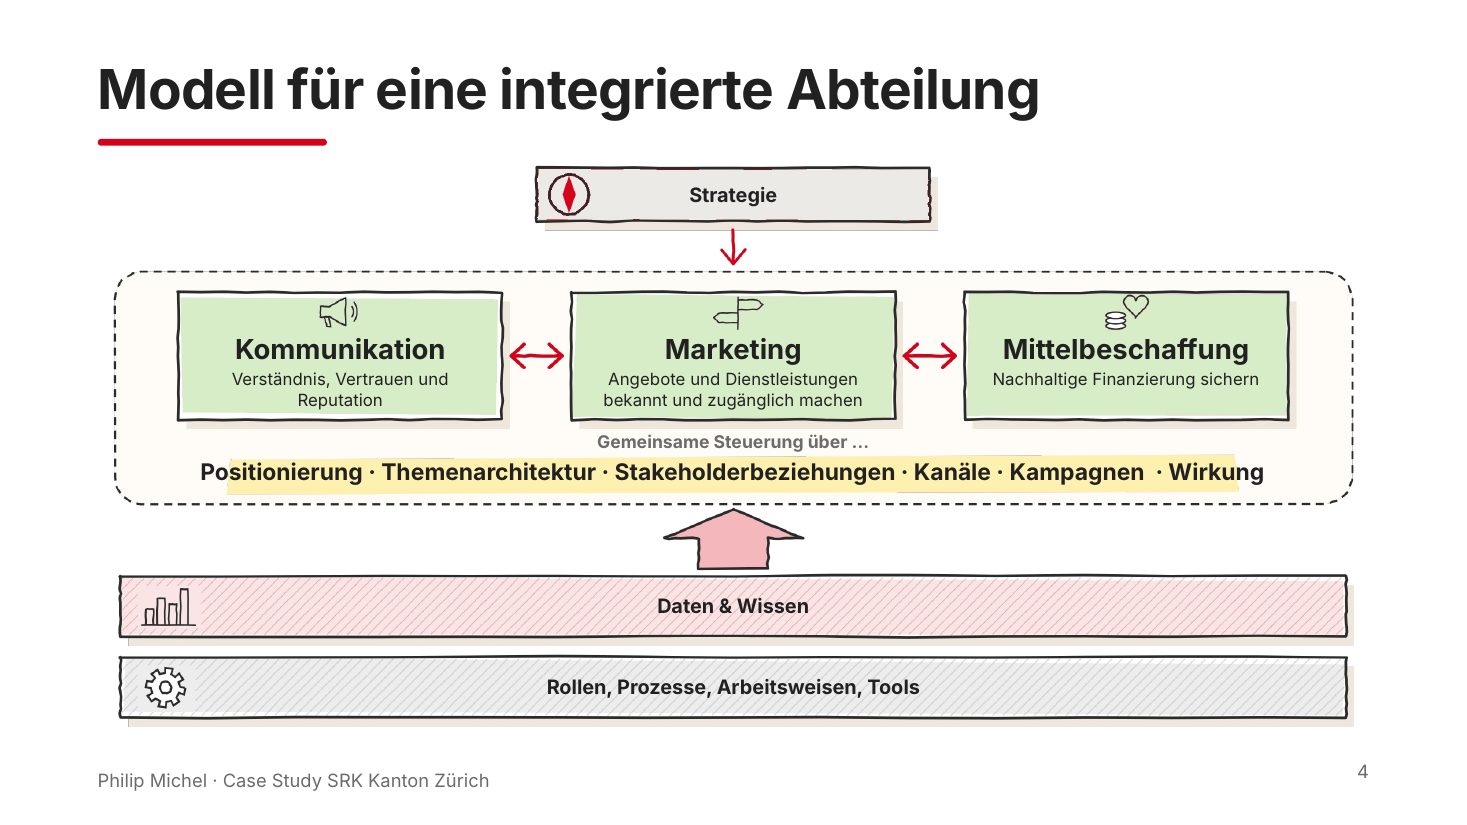 Modell für eine integrierte Abteilung
Strategie
Kommunikation
Verständnis, Vertrauen und
Reputation
Marketing
Angebote und Dienstleistungen
bekannt und zugänglich machen
Mittelbeschaffung
Nachhaltige Finanzierung sichern
Gemeinsame Steuerung über ...
Positionierung · Themenarchitektur · Stakeholderbeziehungen · Kanäle · Kampagnen · Wirkung
Daten & Wissen
Rollen, Prozesse, Arbeitsweisen, Tools
Philip Michel · Case Study SRK Kanton Zürich
4